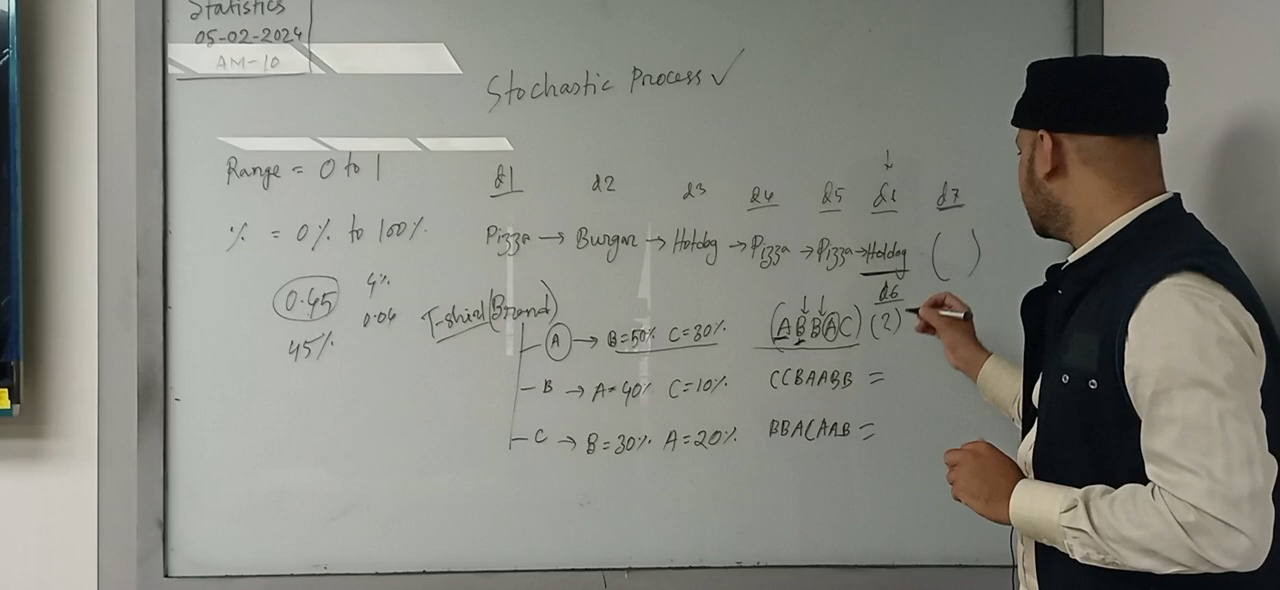 Statistics
05-02-2024
AM-10
Stochastic Process ✓
Range = 0 to 1
% = 0% to 100%.
0.45 4%
0.04
45%
d1 d2 d3 d4 d5 d6 d7
Pizza → Burger → Hotdog → Pizza → Pizza → Hotdog ( )
d6
T-shirt (Brand)
A → B=50% C=30% (ABBAC) (?)
B → A=40% C=10% CCBAABB =
C → B=30% A=20% BBACAAB =